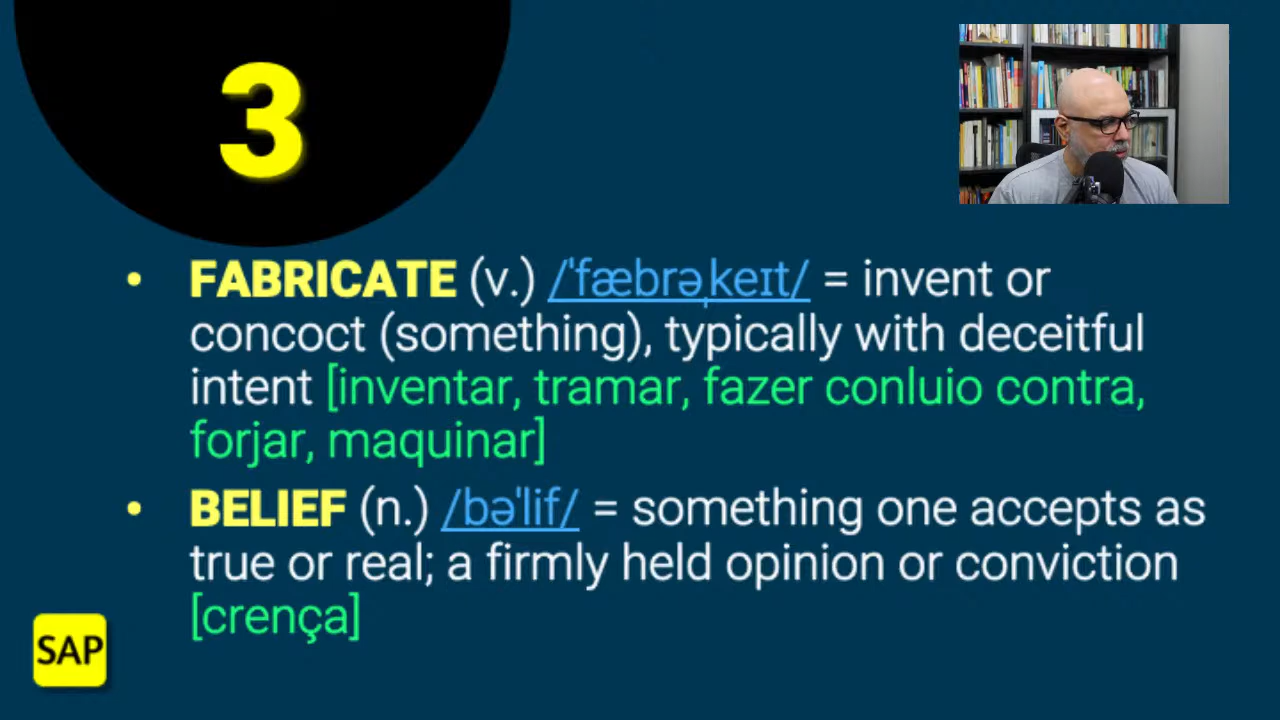 3
• FABRICATE (v.) /ˈfæbrəˌkeɪt/ = invent or
concoct (something), typically with deceitful
intent [inventar, tramar, fazer conluio contra,
forjar, maquinar]
• BELIEF (n.) /bəˈlif/ = something one accepts as
true or real; a firmly held opinion or conviction
[crença]
SAP